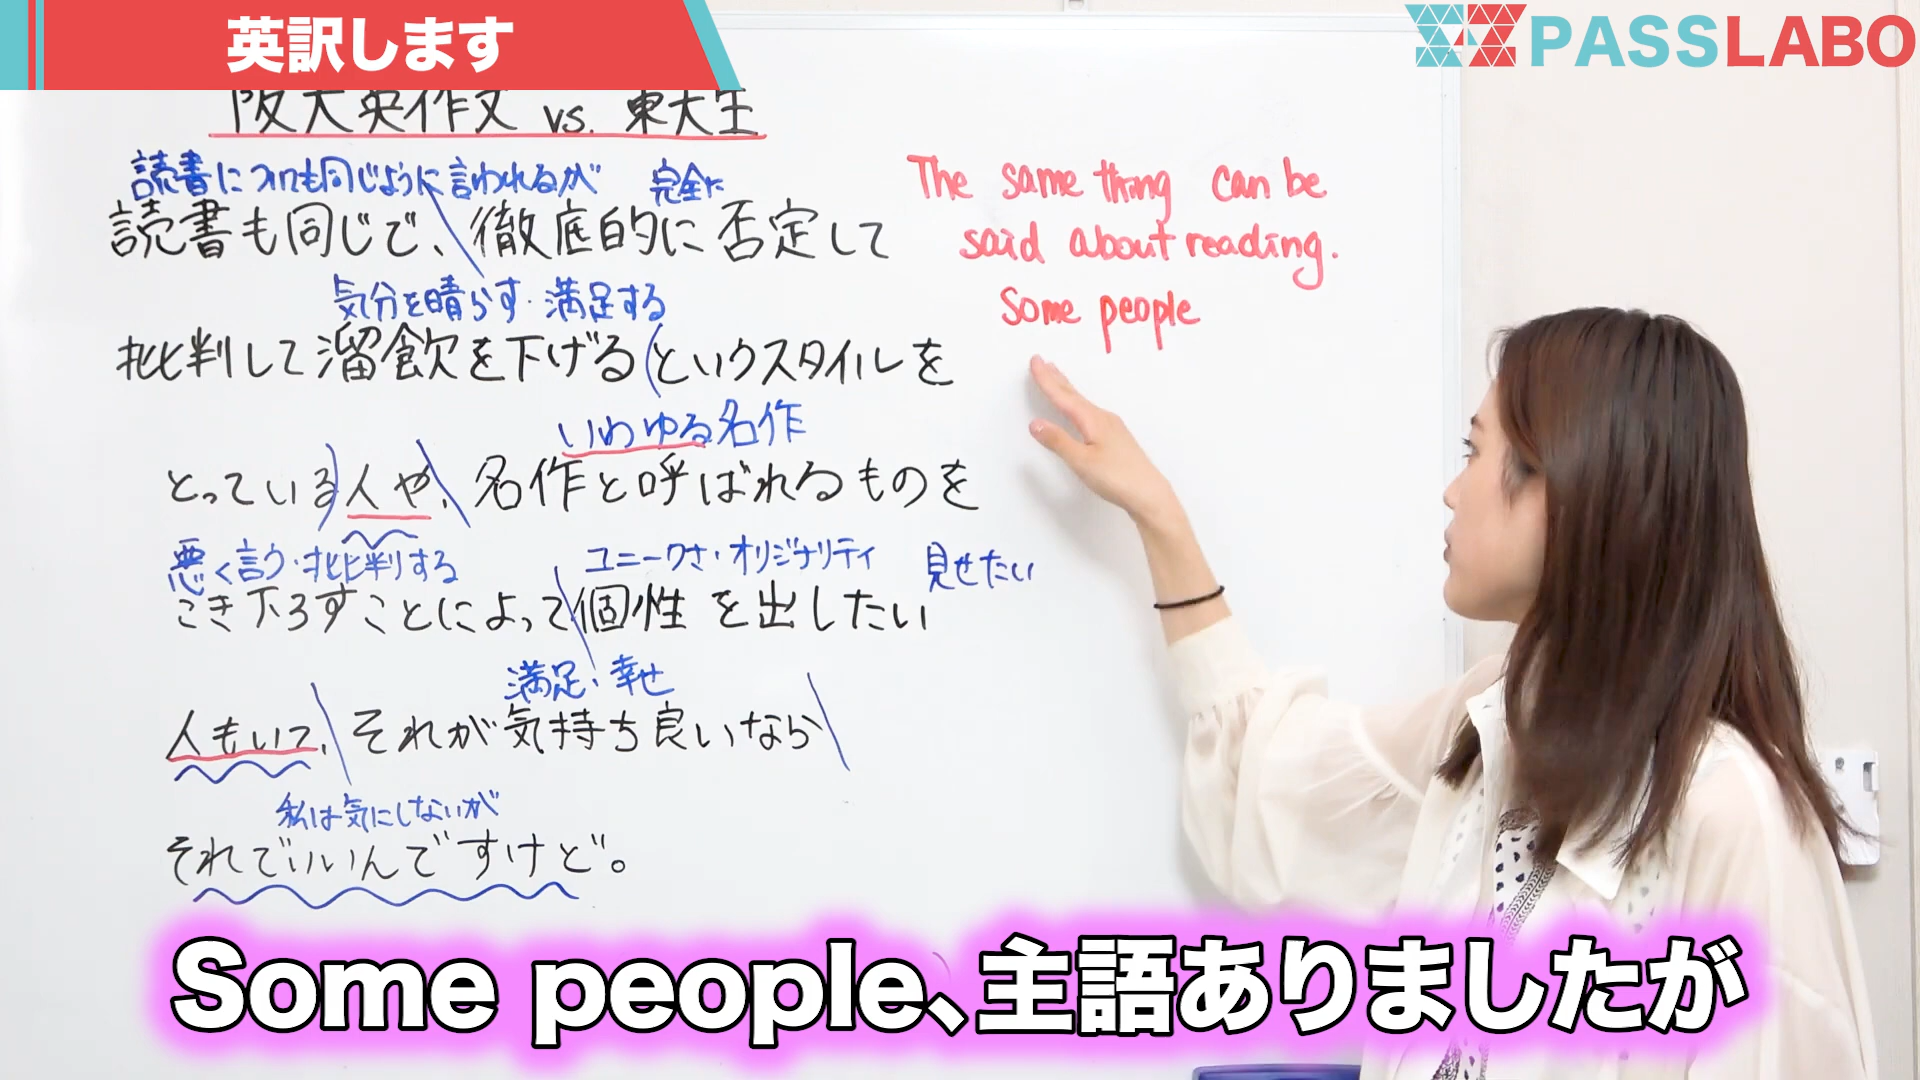 英訳します
PASSLABO
阪大英作文 vs. 東大生
読書についても同じように言われるが 完全に
読書も同じで、徹底的に否定して
気分を晴らす・満足する
批判して溜飲を下げるというスタイルを
いわゆる名作
とっている人や、名作と呼ばれるものを
悪く言う・批判する ユニークさ・オリジナリティ 見せたい
こき下ろすことによって個性を出したい
満足・幸せ
人もいて、それが気持ち良いなら
私は気にしないが
それでいいんですけど。
The same thing can be
said about reading.
Some people
Some people、主語ありましたが